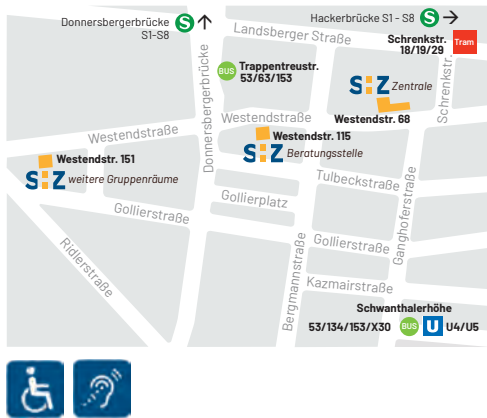 Donnersbergerbrücke
S1-S8
S
Hackerbrücke S1 - S8
S
Landsberger Straße
Schrenkstr.
18/19/29
Tram
BUS
Trappentreustr.
53/63/153
Donnersbergerbrücke
S:Z Zentrale
Westendstr. 68
Schrenkstr.
Westendstraße
Westendstraße
Westendstr. 115
S:Z Beratungsstelle
Westendstr. 151
S:Z weitere Gruppenräume
Tulbeckstraße
Gollierplatz
Gollierstraße
Gollierstraße
Ganghoferstraße
Ridlerstraße
Bergmannstraße
Kazmairstraße
Schwanthalerhöhe
53/134/153/X30
BUS
U
U4/U5